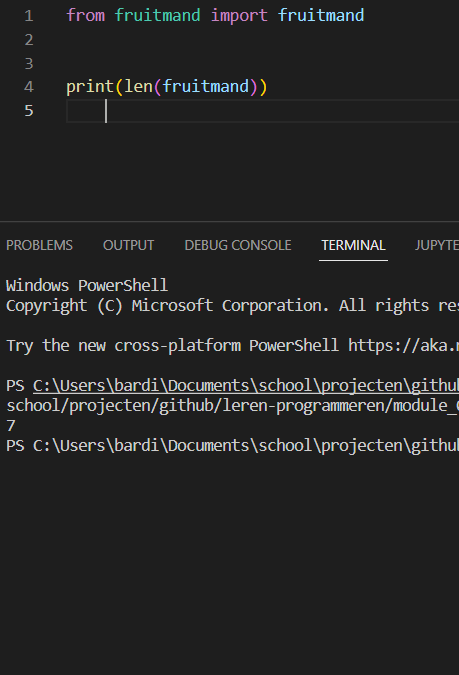 1 from fruitmand import fruitmand
2
3
4 print(len(fruitmand))
5
PROBLEMS OUTPUT DEBUG CONSOLE TERMINAL JUPYTE
Windows PowerShell
Copyright (C) Microsoft Corporation. All rights res
Try the new cross-platform PowerShell https://aka.
PS C:\Users\bardi\Documents\school\projecten\github
school/projecten/github/leren-programmeren/module_
7
PS C:\Users\bardi\Documents\school\projecten\github